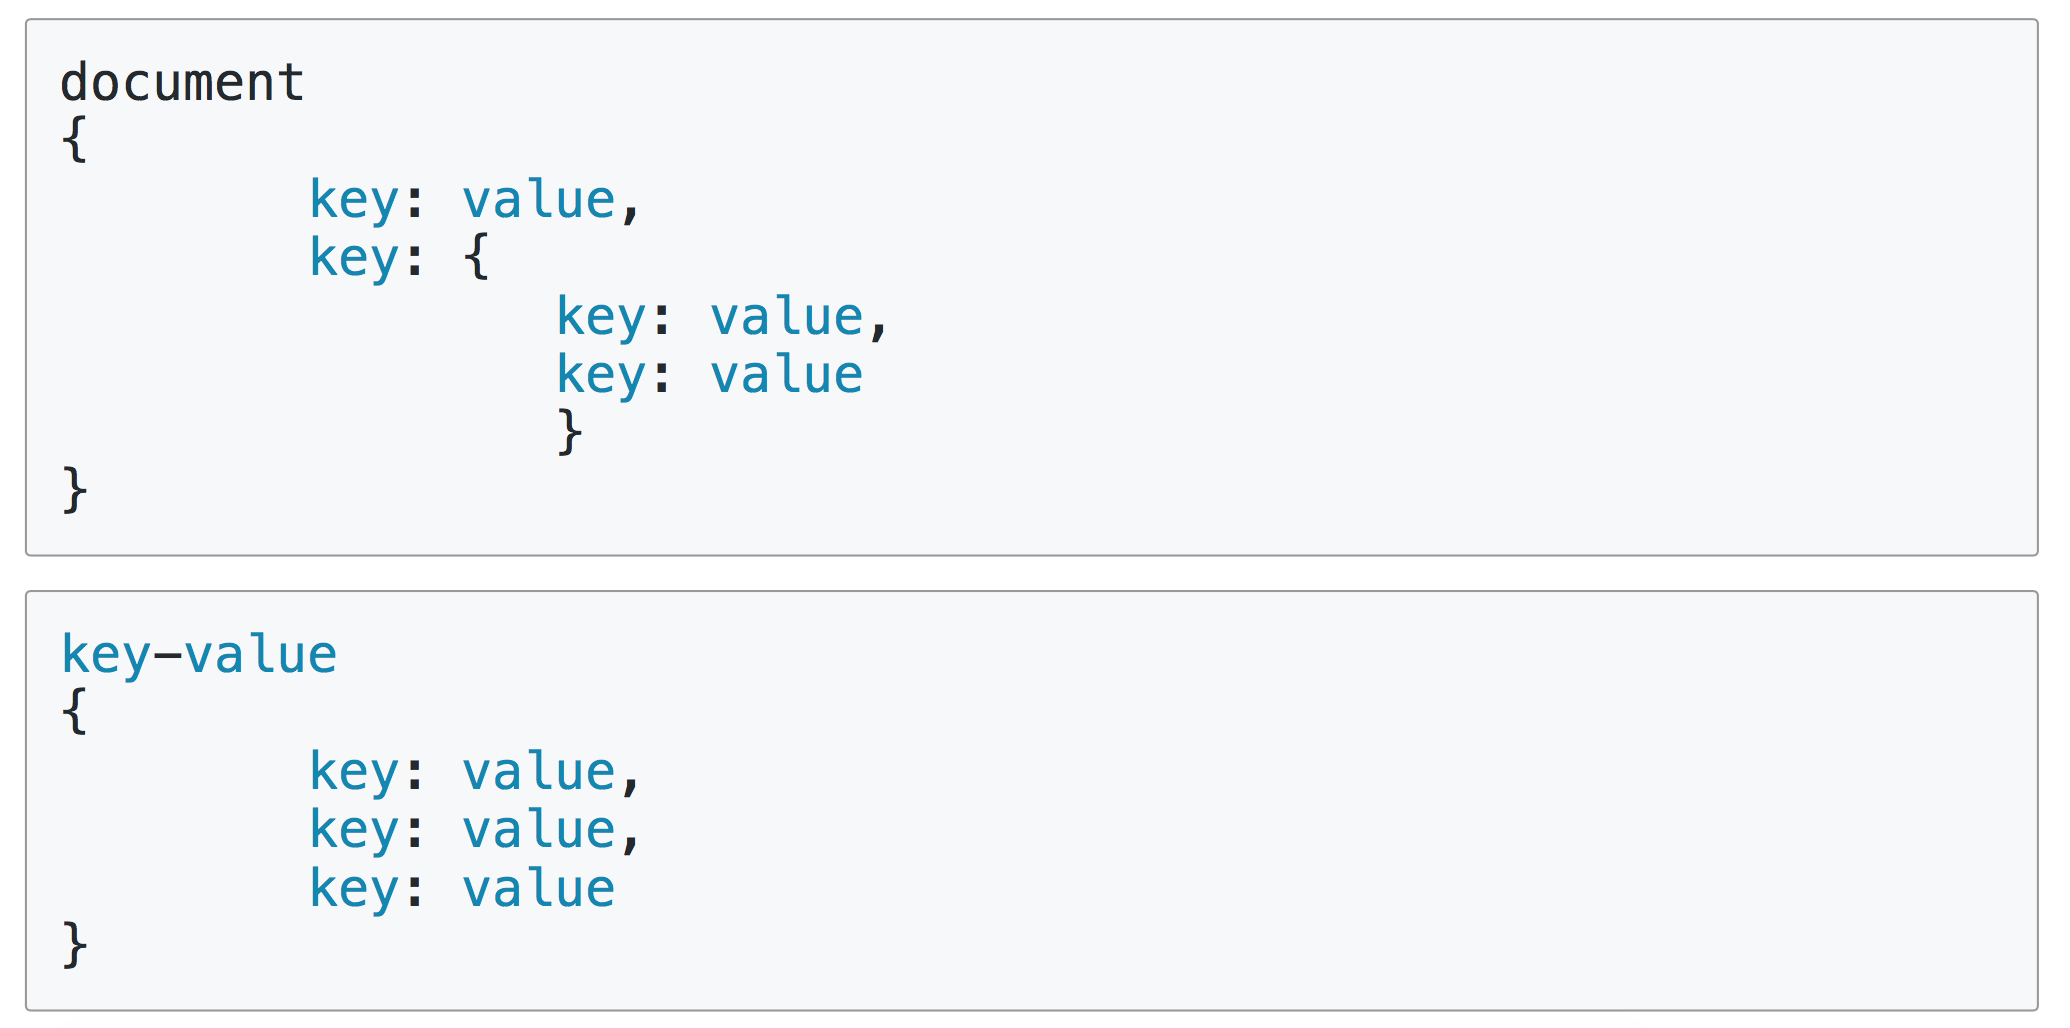 document
{
        key: value,
        key: {
                key: value,
                key: value
                }
}
key-value
{
        key: value,
        key: value,
        key: value
}